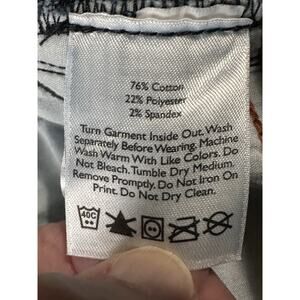 76% Cotton
22% Polyester
2% Spandex
Turn Garment Inside Out. Wash
Separately Before Wearing. Machine
Wash Warm With Like Colors. Do
Not Bleach. Tumble Dry Medium.
Remove Promptly. Do Not Iron On
Print. Do Not Dry Clean.
40C